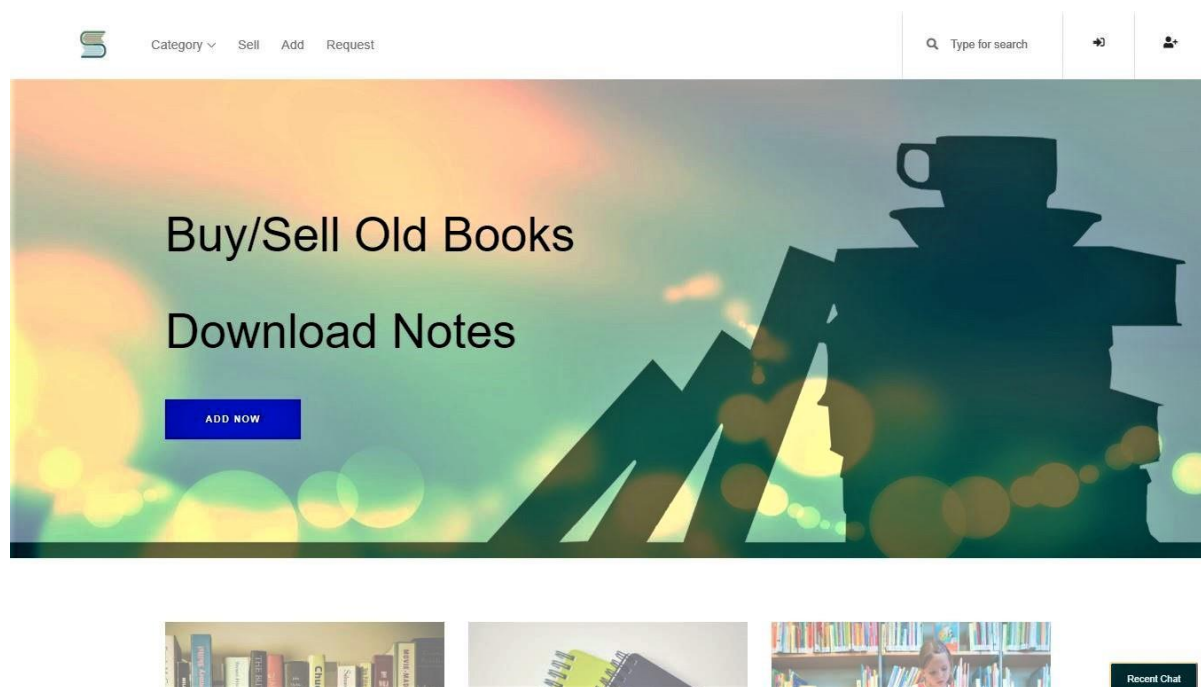 Category Sell Add Request
Type for search
Buy/Sell Old Books
Download Notes
ADD NOW
Recent Chat